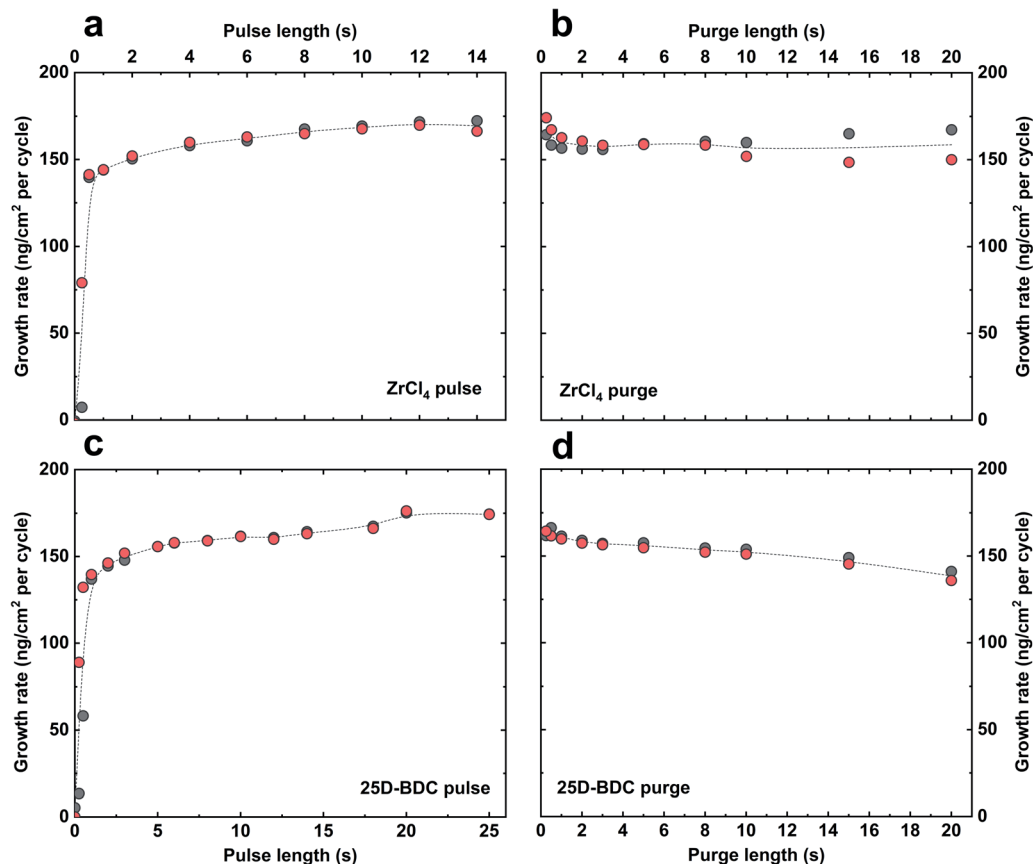 a
Pulse length (s)
0 2 4 6 8 10 12 14
200
150
100
50
0
Growth rate (ng/cm² per cycle)
ZrCl₄ pulse
b
Purge length (s)
0 2 4 6 8 10 12 14 16 18 20
200
150
100
50
0
Growth rate (ng/cm² per cycle)
ZrCl₄ purge
c
200
150
100
50
0
Growth rate (ng/cm² per cycle)
25D-BDC pulse
0 5 10 15 20 25
Pulse length (s)
d
200
150
100
50
0
Growth rate (ng/cm² per cycle)
25D-BDC purge
0 2 4 6 8 10 12 14 16 18 20
Purge length (s)